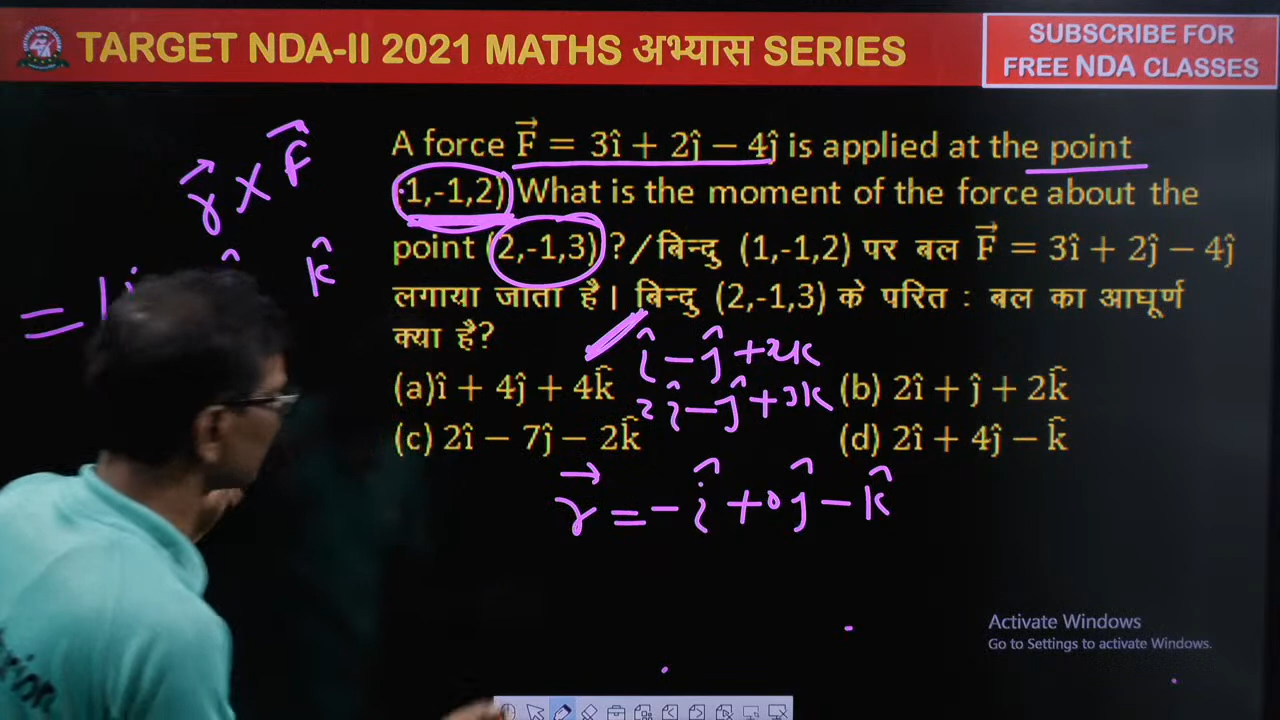 TARGET NDA-II 2021 MATHS अभ्यास SERIES
SUBSCRIBE FOR
FREE NDA CLASSES
A force F⃗ = 3î + 2ĵ − 4ĵ is applied at the point
1,-1,2) What is the moment of the force about the
point (2,-1,3) ?/बिन्दु (1,-1,2) पर बल F⃗ = 3î + 2ĵ − 4ĵ
लगाया जाता है। बिन्दु (2,-1,3) के परित : बल का आघूर्ण
क्या है?
(a)î + 4ĵ + 4k̂ (b) 2î + ĵ + 2k̂
(c) 2î − 7ĵ − 2k̂ (d) 2î + 4ĵ − k̂
r⃗ × F⃗
= k̂
î − ĵ + 2k
2î − ĵ + 3k
r⃗ = − î + 0ĵ − k̂
Activate Windows
Go to Settings to activate Windows.